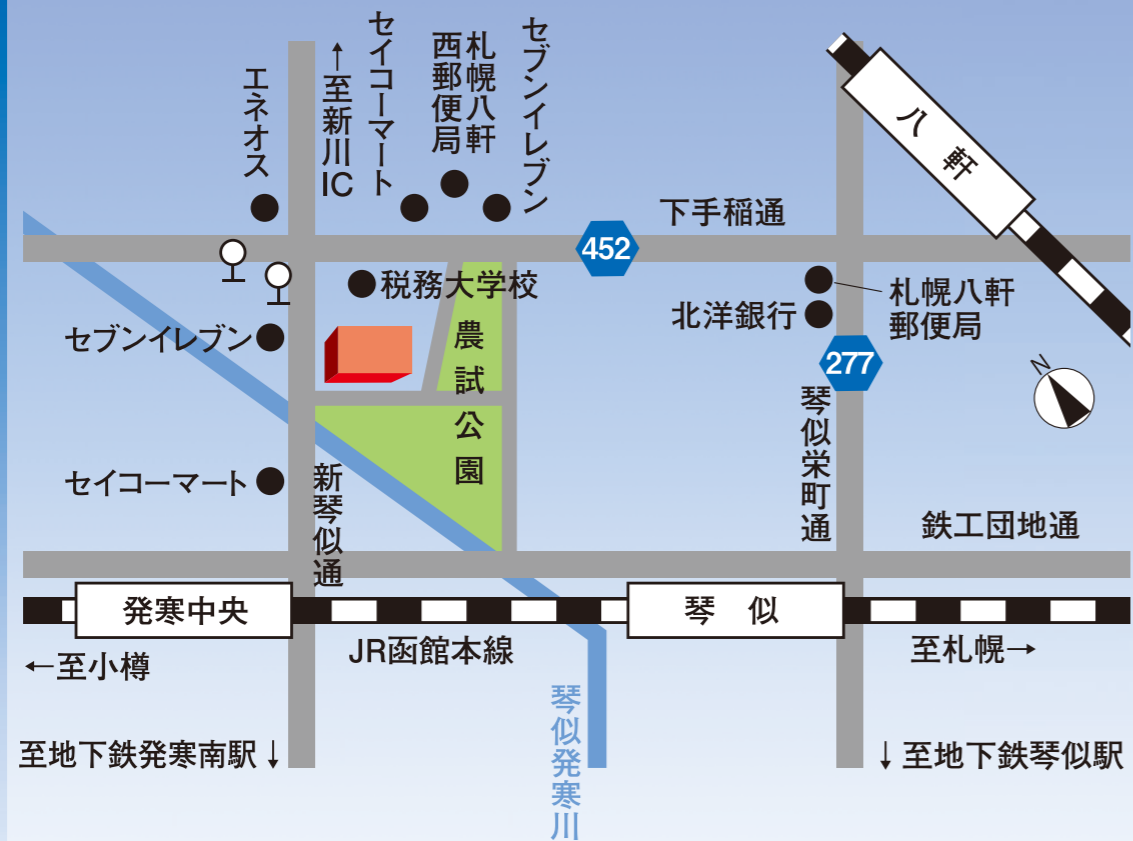 エネオス
↑至新川IC
セイコーマート
札幌八軒
西郵便局
セブンイレブン
八軒
下手稲通
452
税務大学校
札幌八軒
郵便局
北洋銀行
セブンイレブン
農試公園
277
N
琴似栄町通
セイコーマート
新琴似通
鉄工団地通
発寒中央
琴似
JR函館本線
←至小樽
至札幌→
琴似発寒川
至地下鉄発寒南駅↓
↓至地下鉄琴似駅